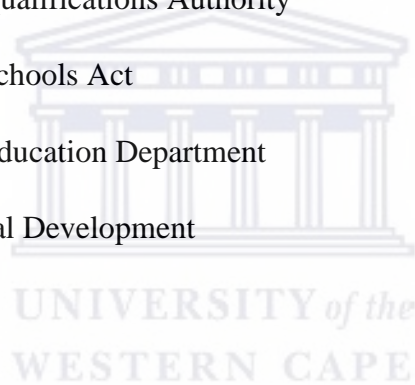 ualifications Authority
chools Act
ducation Department
al Development
UNIVERSITY of the
WESTERN CAPE